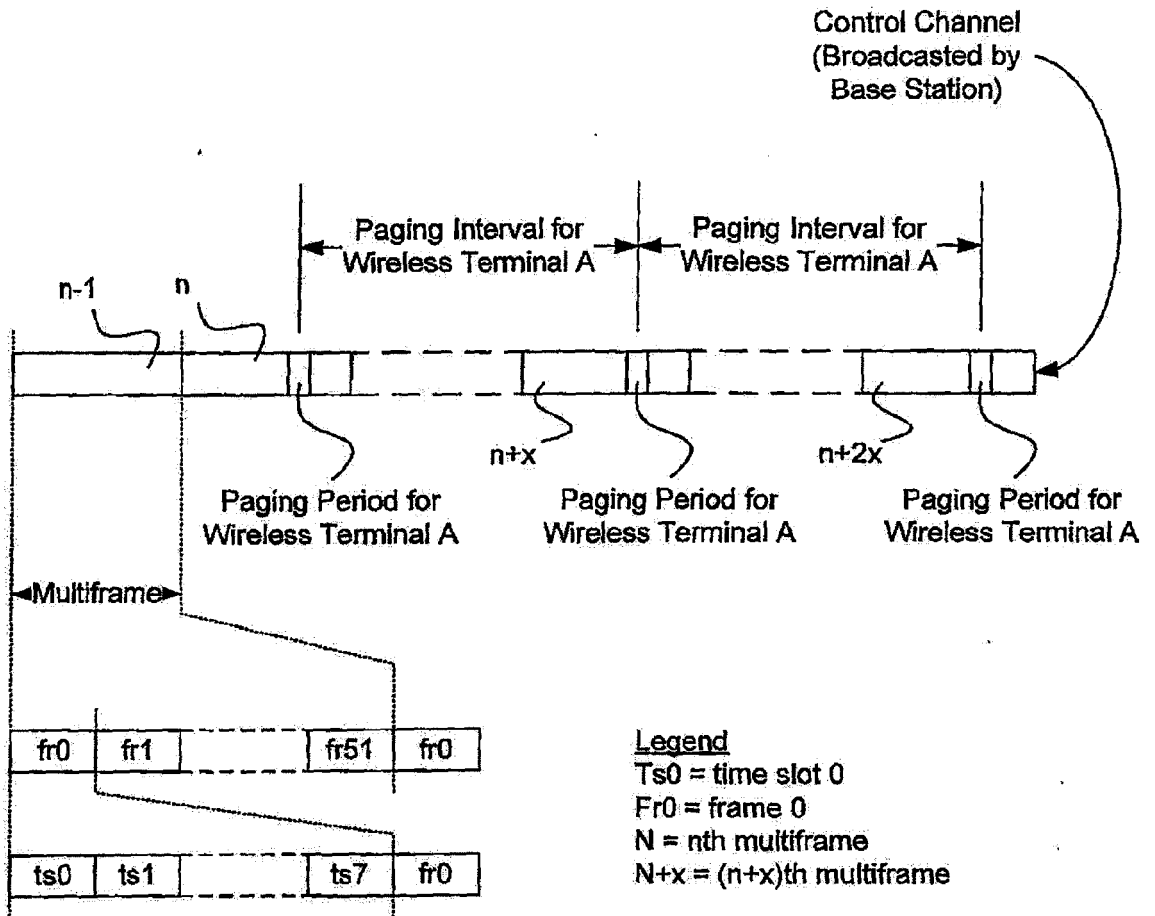 Control Channel
(Broadcasted by
Base Station)
Paging Interval for
Wireless Terminal A
Paging Interval for
Wireless Terminal A
n-1
n
n+x
n+2x
Paging Period for
Wireless Terminal A
Paging Period for
Wireless Terminal A
Paging Period for
Wireless Terminal A
Multiframe
fr0 fr1 fr51 fr0
ts0 ts1 ts7 fr0
Legend
Ts0 = time slot 0
Fr0 = frame 0
N = nth multiframe
N+x = (n+x)th multiframe